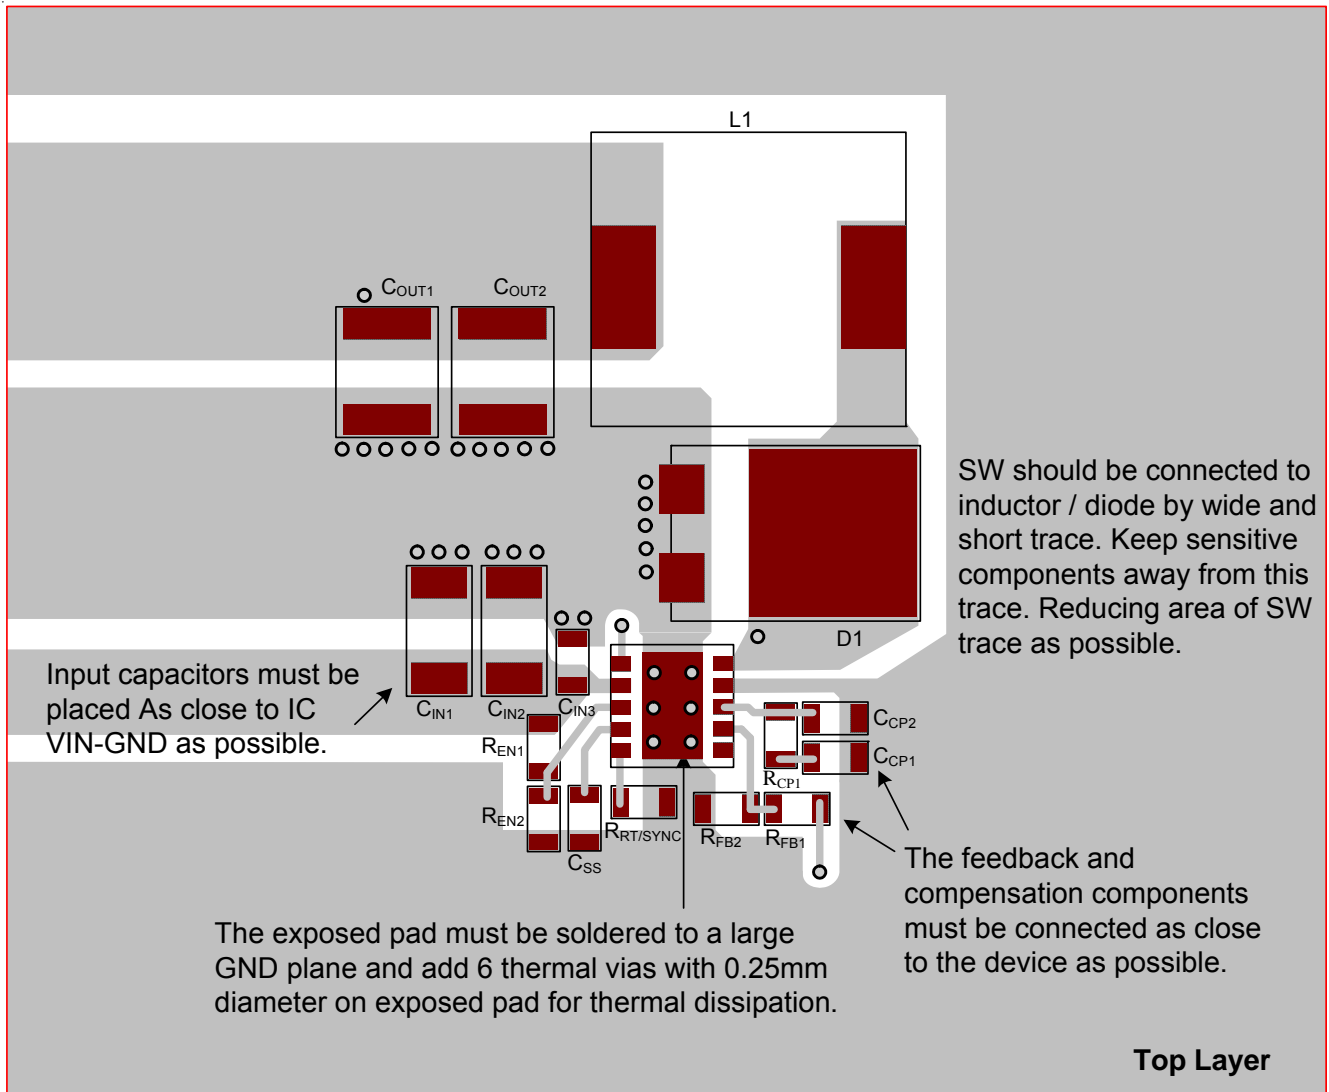 L1
COUT1
COUT2
SW should be connected to
inductor / diode by wide and
short trace. Keep sensitive
components away from this
trace. Reducing area of SW
trace as possible.
D1
Input capacitors must be
placed As close to IC
VIN-GND as possible.
CIN1
CIN2
CIN3
REN1
REN2
CSS
RRT/SYNC
RFB2
RFB1
RCP1
CCP2
CCP1
The feedback and
compensation components
must be connected as close
to the device as possible.
The exposed pad must be soldered to a large
GND plane and add 6 thermal vias with 0.25mm
diameter on exposed pad for thermal dissipation.
Top Layer